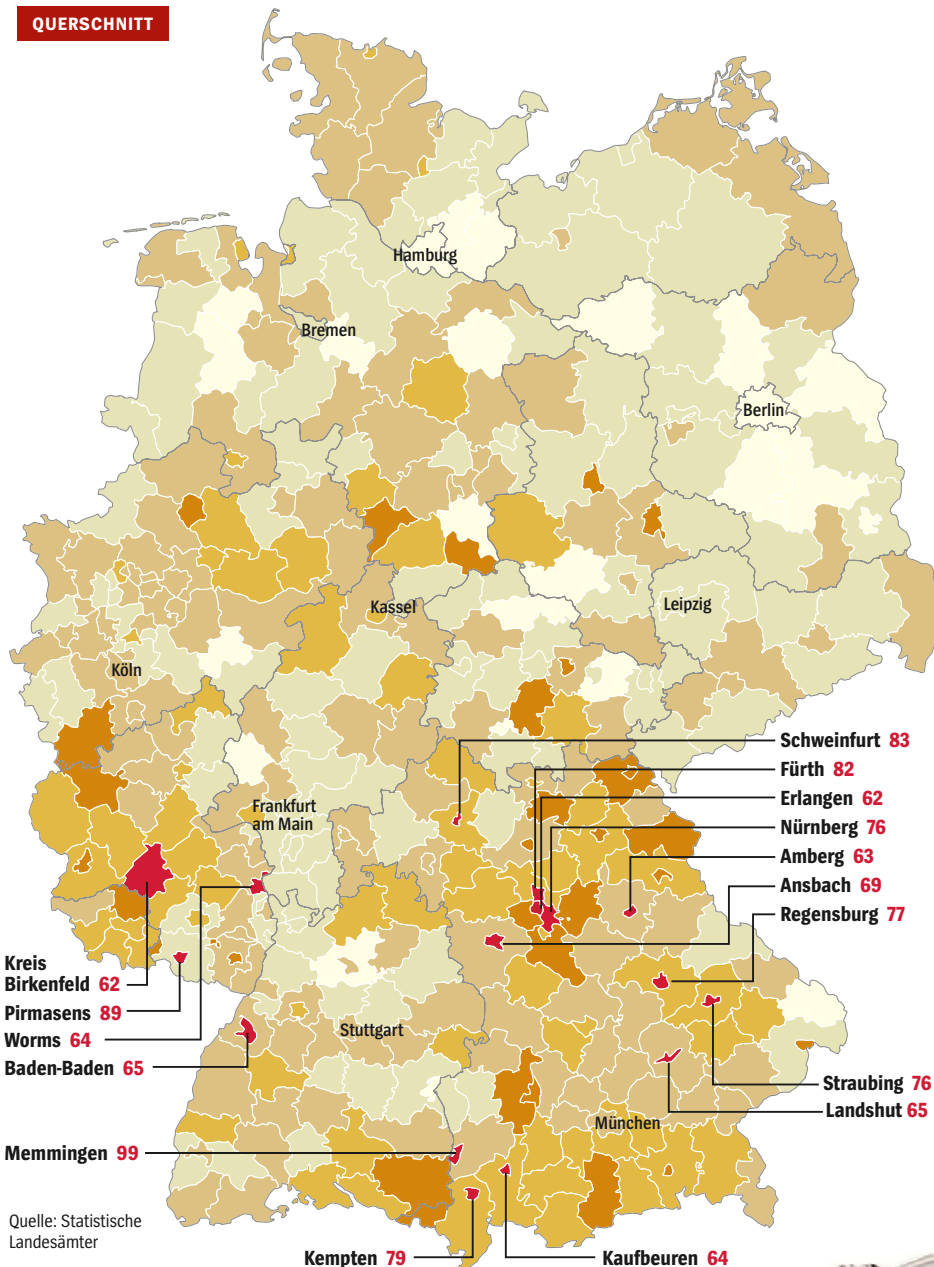 QUERSCHNITT
Hamburg
Bremen
Berlin
Kassel
Leipzig
Köln
Schweinfurt 83
Fürth 82
Frankfurt
am Main
Erlangen 62
Nürnberg 76
Amberg 63
Ansbach 69
Regensburg 77
Kreis
Birkenfeld 62
Pirmasens 89
Worms 64
Baden-Baden 65
Stuttgart
Straubing 76
Landshut 65
München
Memmingen 99
Quelle: Statistische
Landesämter
Kempten 79
Kaufbeuren 64